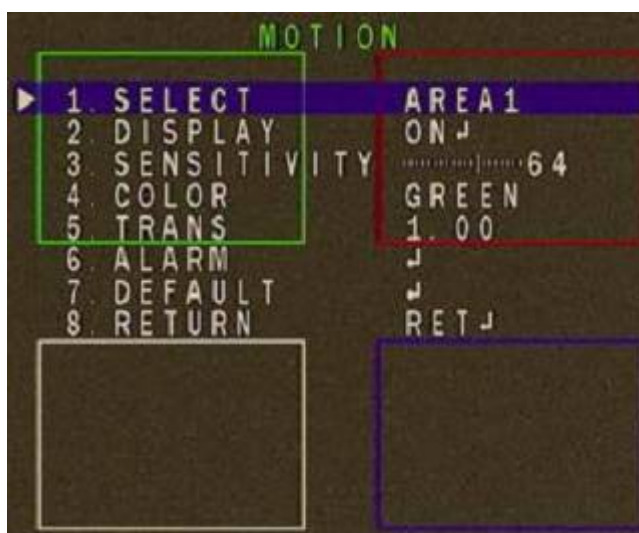 MOTION
1. SELECT AREA1
2. DISPLAY ON↲
3. SENSITIVITY 64
4. COLOR GREEN
5. TRANS 1.00
6. ALARM ↲
7. DEFAULT ↲
8. RETURN RET↲